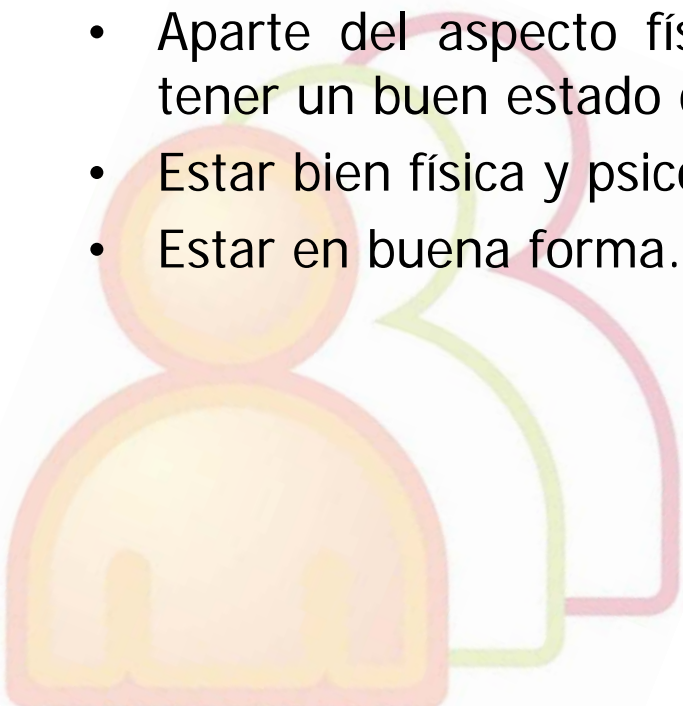 • Aparte del aspecto
tener un buen estado
• Estar bien física y
• Estar en buena forma.